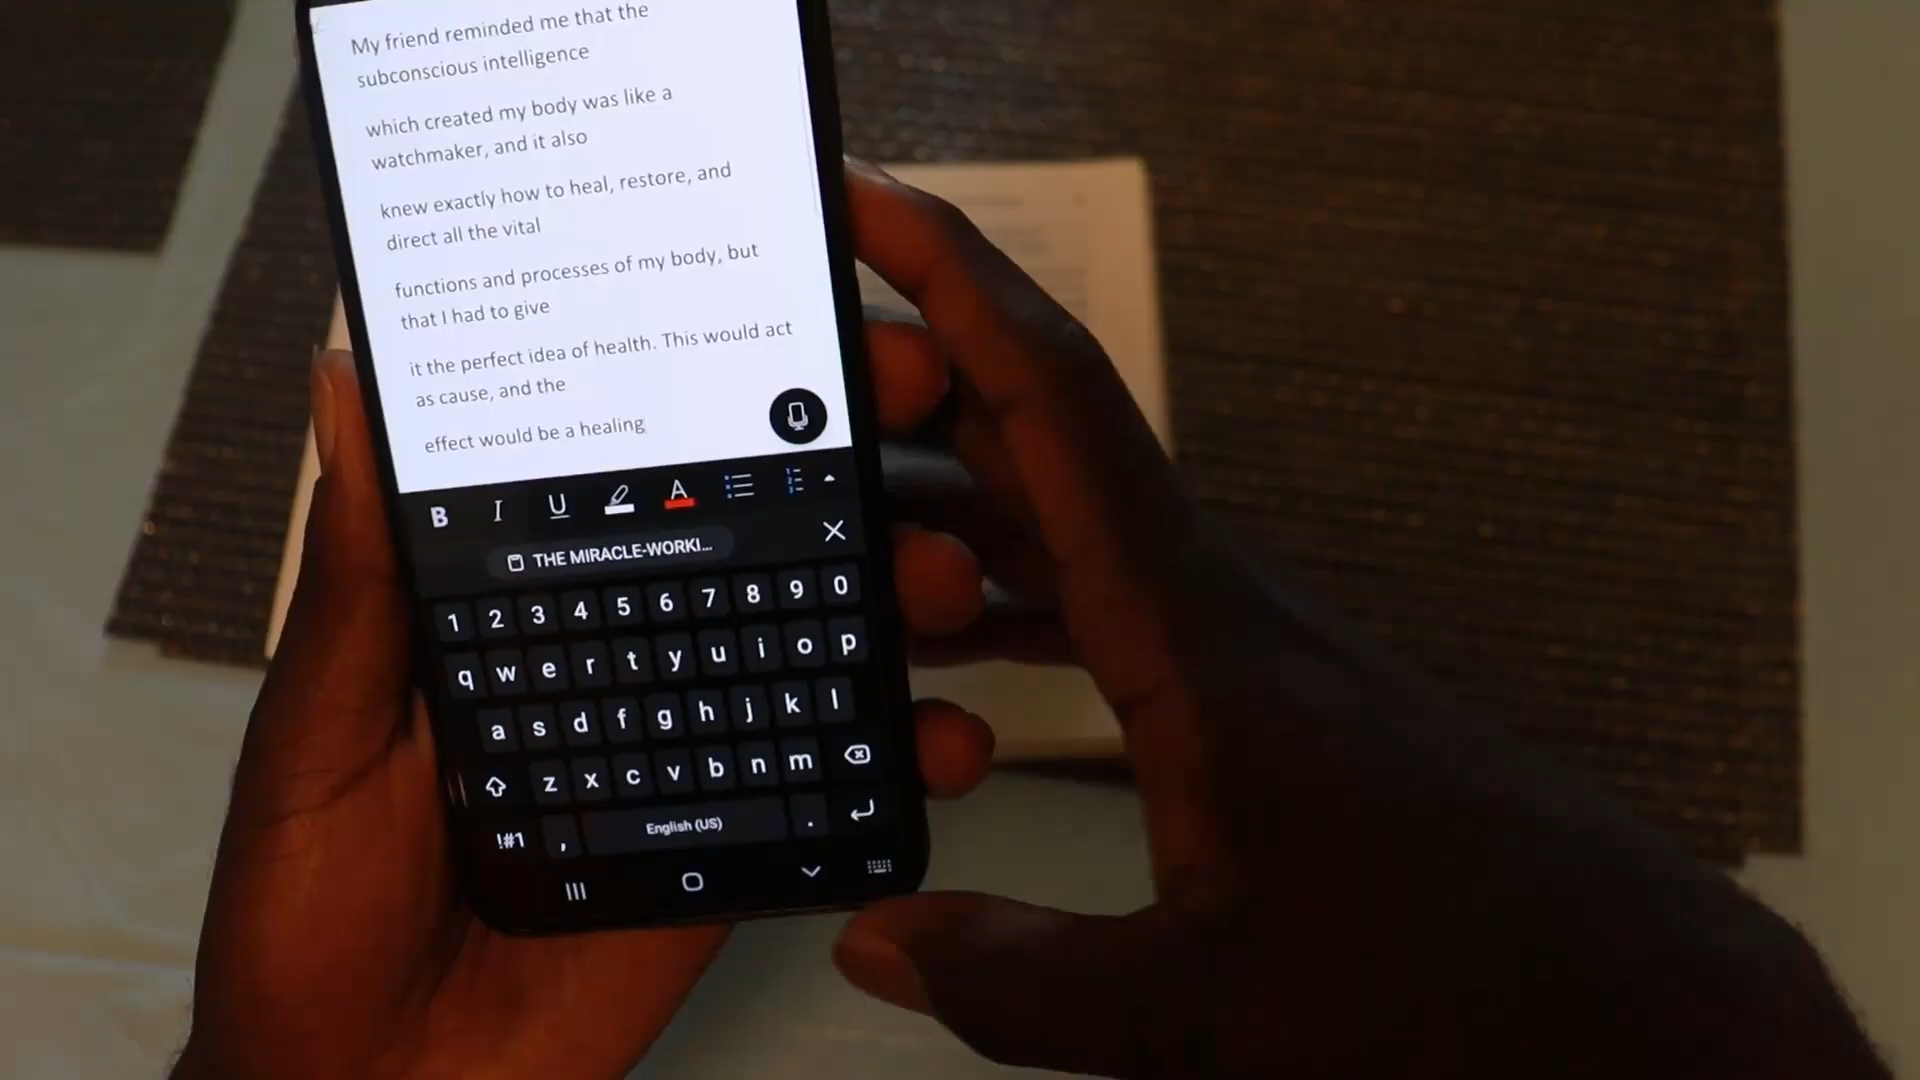 My friend reminded me that the
subconscious intelligence
which created my body was like a
watchmaker, and it also
knew exactly how to heal, restore, and
direct all the vital
functions and processes of my body, but
that I had to give
it the perfect idea of health. This would act
as cause, and the
effect would be a healing
B I U A
THE MIRACLE-WORKI...
1 2 3 4 5 6 7 8 9 0
q w e r t y u i o p
a s d f g h j k l
z x c v b n m
!#1 , English (US) .